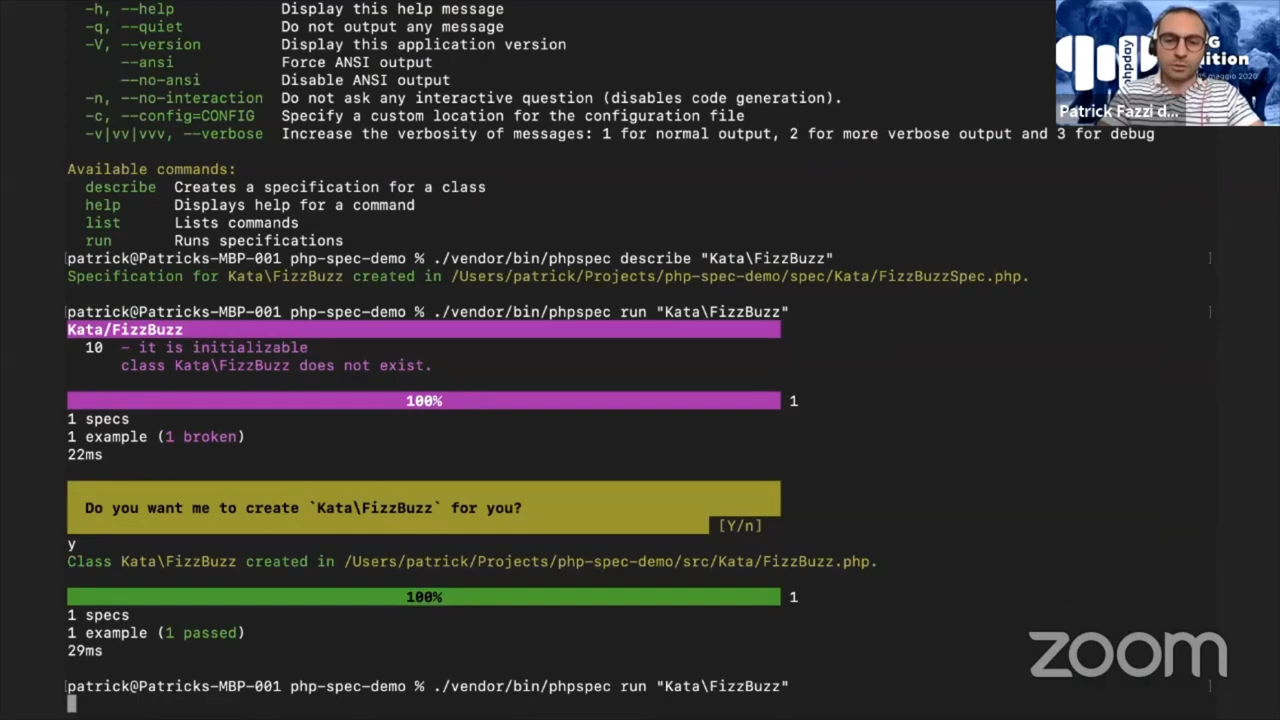 -h, --help Display this help message
-q, --quiet Do not output any message
-V, --version Display this application version
--ansi Force ANSI output
--no-ansi Disable ANSI output
-n, --no-interaction Do not ask any interactive question (disables code generation).
-c, --config=CONFIG Specify a custom location for the configuration file
-v|vv|vvv, --verbose Increase the verbosity of messages: 1 for normal output, 2 for more verbose output and 3 for debug
Available commands:
describe Creates a specification for a class
help Displays help for a command
list Lists commands
run Runs specifications
[patrick@Patricks-MBP-001 php-spec-demo % ./vendor/bin/phpspec describe "Kata\FizzBuzz" ]
Specification for Kata\FizzBuzz created in /Users/patrick/Projects/php-spec-demo/spec/Kata/FizzBuzzSpec.php.
[patrick@Patricks-MBP-001 php-spec-demo % ./vendor/bin/phpspec run "Kata\FizzBuzz" ]
Kata/FizzBuzz
10 - it is initializable
class Kata\FizzBuzz does not exist.
100% 1
1 specs
1 example (1 broken)
22ms
Do you want me to create `Kata\FizzBuzz` for you?
[Y/n]
y
Class Kata\FizzBuzz created in /Users/patrick/Projects/php-spec-demo/src/Kata/FizzBuzz.php.
100% 1
1 specs
1 example (1 passed)
29ms
[patrick@Patricks-MBP-001 php-spec-demo % ./vendor/bin/phpspec run "Kata\FizzBuzz" ]
phpday
maggio 2020
Patrick Fazzi d...
zoom